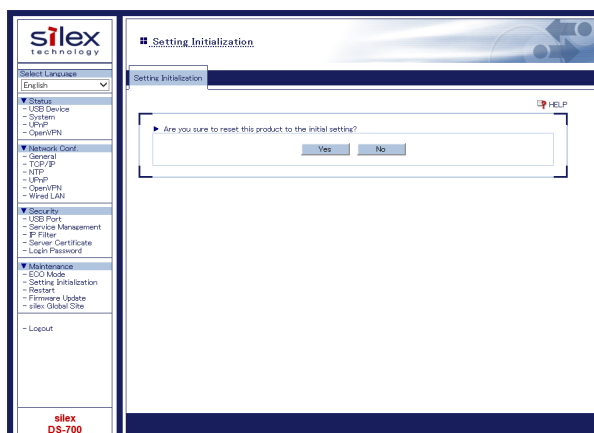 silex
technology
Select Language
English
▼ Status
- USB Device
- System
- UPnP
- OpenVPN
▼ Network Conf.
- General
- TCP/IP
- NTP
- UPnP
- OpenVPN
- Wired LAN
▼ Security
- USB Port
- Service Management
- IP Filter
- Server Certificate
- Login Password
▼ Maintenance
- ECO Mode
- Setting Initialization
- Restart
- Firmware Update
- silex Global Site
- Logout
silex
DS-700
Setting Initialization
Setting Initialization
HELP
Are you sure to reset this product to the initial setting?
Yes No